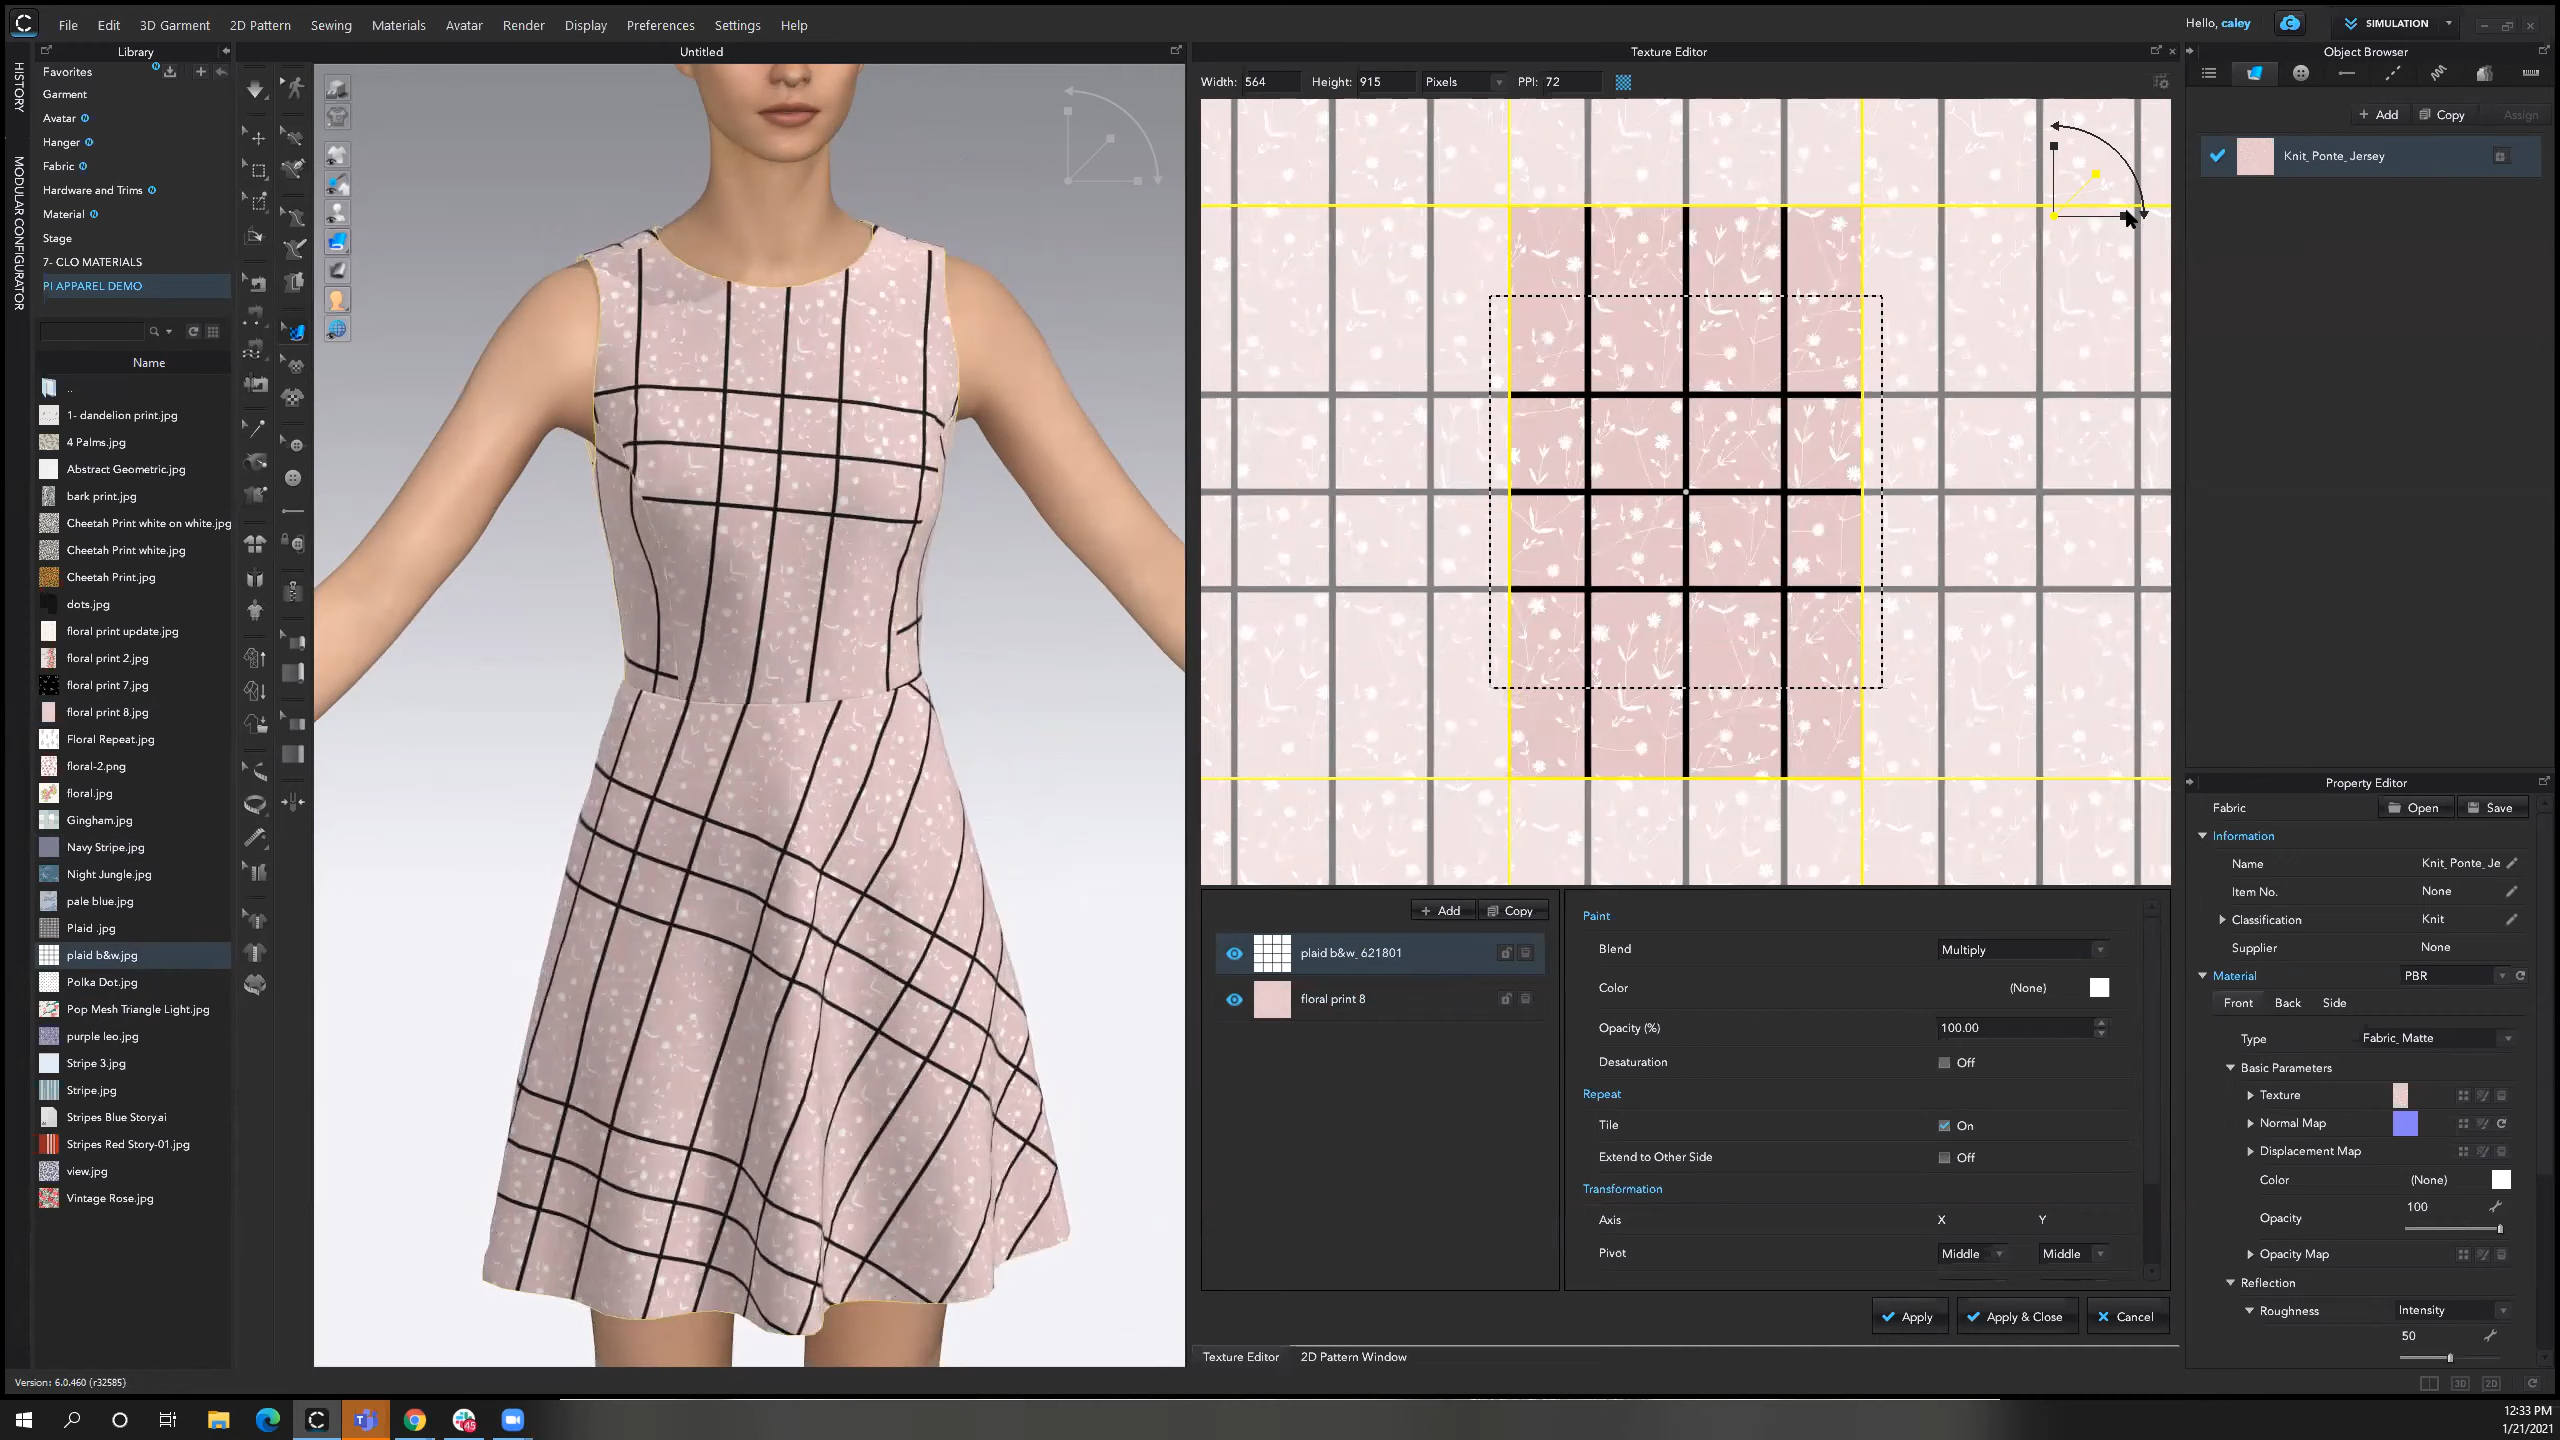 File Edit 3D Garment 2D Pattern Sewing Materials Avatar Render Display Preferences Settings Help
Hello, caley
SIMULATION
HISTORY
MODULAR CONFIGURATOR
Library
Favorites
Garment
Avatar
Hanger
Fabric
Hardware and Trims
Material
Stage
7- CLO MATERIALS
PI APPAREL DEMO
Name
..
1- dandelion print.jpg
4 Palms.jpg
Abstract Geometric.jpg
bark print.jpg
Cheetah Print white on white.jpg
Cheetah Print white.jpg
Cheetah Print.jpg
dots.jpg
floral print update.jpg
floral print 2.jpg
floral print 7.jpg
floral print 8.jpg
Floral Repeat.jpg
floral-2.png
floral.jpg
Gingham.jpg
Navy Stripe.jpg
Night Jungle.jpg
pale blue.jpg
Plaid .jpg
plaid b&w.jpg
Polka Dot.jpg
Pop Mesh Triangle Light.jpg
purple leo.jpg
Stripe 3.jpg
Stripe.jpg
Stripes Blue Story.ai
Stripes Red Story-01.jpg
view.jpg
Vintage Rose.jpg
Version: 6.0.460 (r32585)
Untitled
Texture Editor
Width: 564 Height: 915 Pixels PPI: 72
+ Add Copy
plaid b&w_621801
floral print 8
Paint
Blend Multiply
Color (None)
Opacity (%) 100.00
Desaturation Off
Repeat
Tile On
Extend to Other Side Off
Transformation
Axis X Y
Pivot Middle Middle
Apply Apply & Close Cancel
Texture Editor 2D Pattern Window
Object Browser
+ Add Copy Assign
Knit_Ponte_Jersey
Property Editor
Fabric Open Save
Information
Name Knit_Ponte_Je
Item No. None
Classification Knit
Supplier None
Material PBR
Front Back Side
Type Fabric_Matte
Basic Parameters
Texture
Normal Map
Displacement Map
Color (None)
Opacity 100
Opacity Map
Reflection
Roughness Intensity
50
3D 2D
45
12:33 PM
1/21/2021